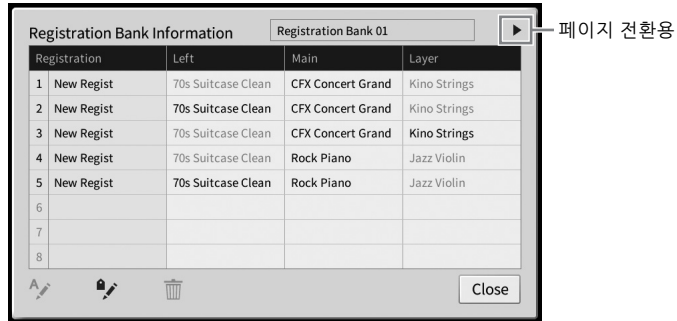 Registration Bank Information Registration Bank 01 ▶ 페이지 전환용
Registration Left Main Layer
1 New Regist 70s Suitcase Clean CFX Concert Grand Kino Strings
2 New Regist 70s Suitcase Clean CFX Concert Grand Kino Strings
3 New Regist 70s Suitcase Clean CFX Concert Grand Kino Strings
4 New Regist 70s Suitcase Clean Rock Piano Jazz Violin
5 New Regist 70s Suitcase Clean Rock Piano Jazz Violin
6
7
8
A Close